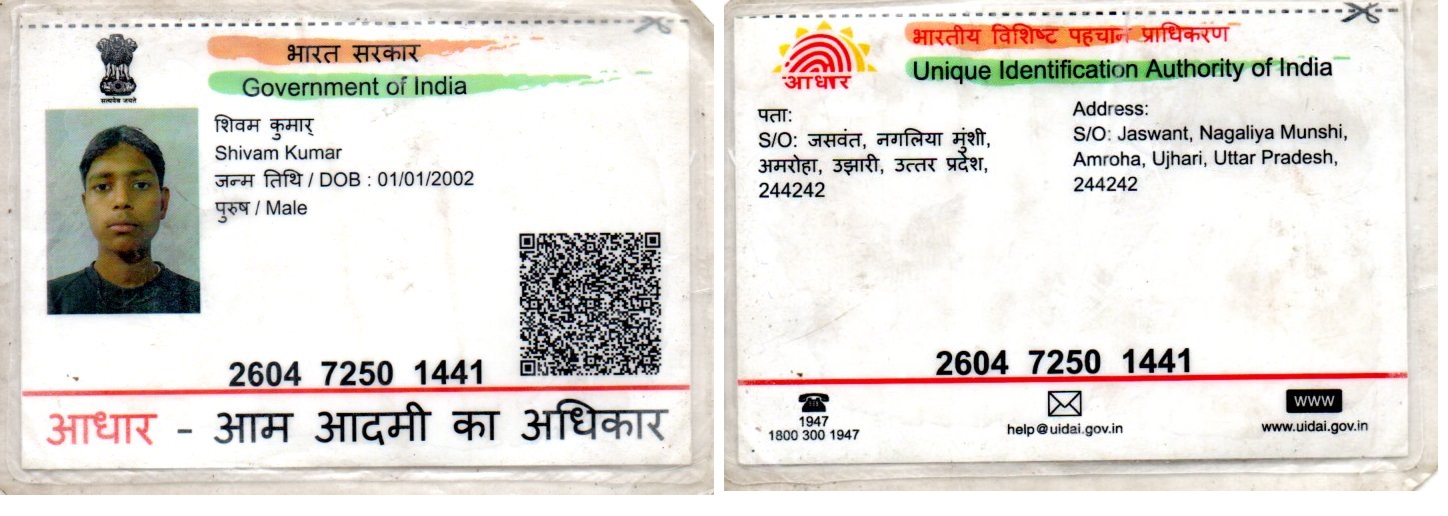 भारत सरकार
Government of India
सत्यमेव जयते
शिवम कुमार्
Shivam Kumar
जन्म तिथि / DOB : 01/01/2002
पुरुष / Male
2604 7250 1441
आधार - आम आदमी का अधिकार
भारतीय विशिष्ट पहचान प्राधिकरण
Unique Identification Authority of India
आधार
पता:
S/O: जसवंत, नगलिया मुंशी,
अमरोहा, उझारी, उत्तर प्रदेश,
244242
Address:
S/O: Jaswant, Nagaliya Munshi,
Amroha, Ujhari, Uttar Pradesh,
244242
2604 7250 1441
1947
1800 300 1947
help@uidai.gov.in
www
www.uidai.gov.in